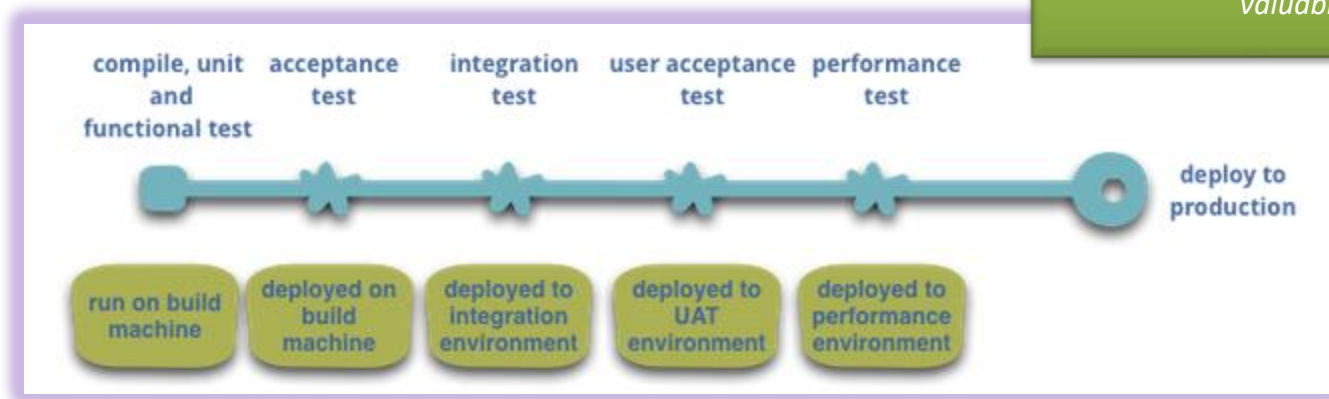 compile, unit
and
functional test
acceptance
test
integration
test
user acceptance
test
performance
test
deploy to
production
run on build
machine
deployed on
build
machine
deployed to
integration
environment
deployed to
UAT
environment
deployed to
performance
environment